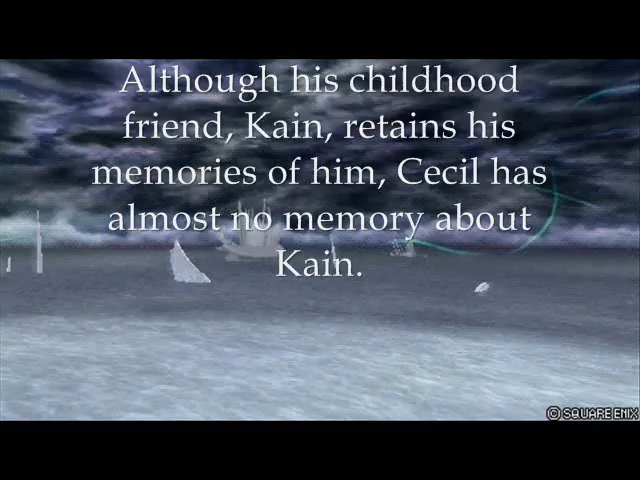 Although his childhood
friend, Kain, retains his
memories of him, Cecil has
almost no memory about
Kain.
© SQUARE ENIX